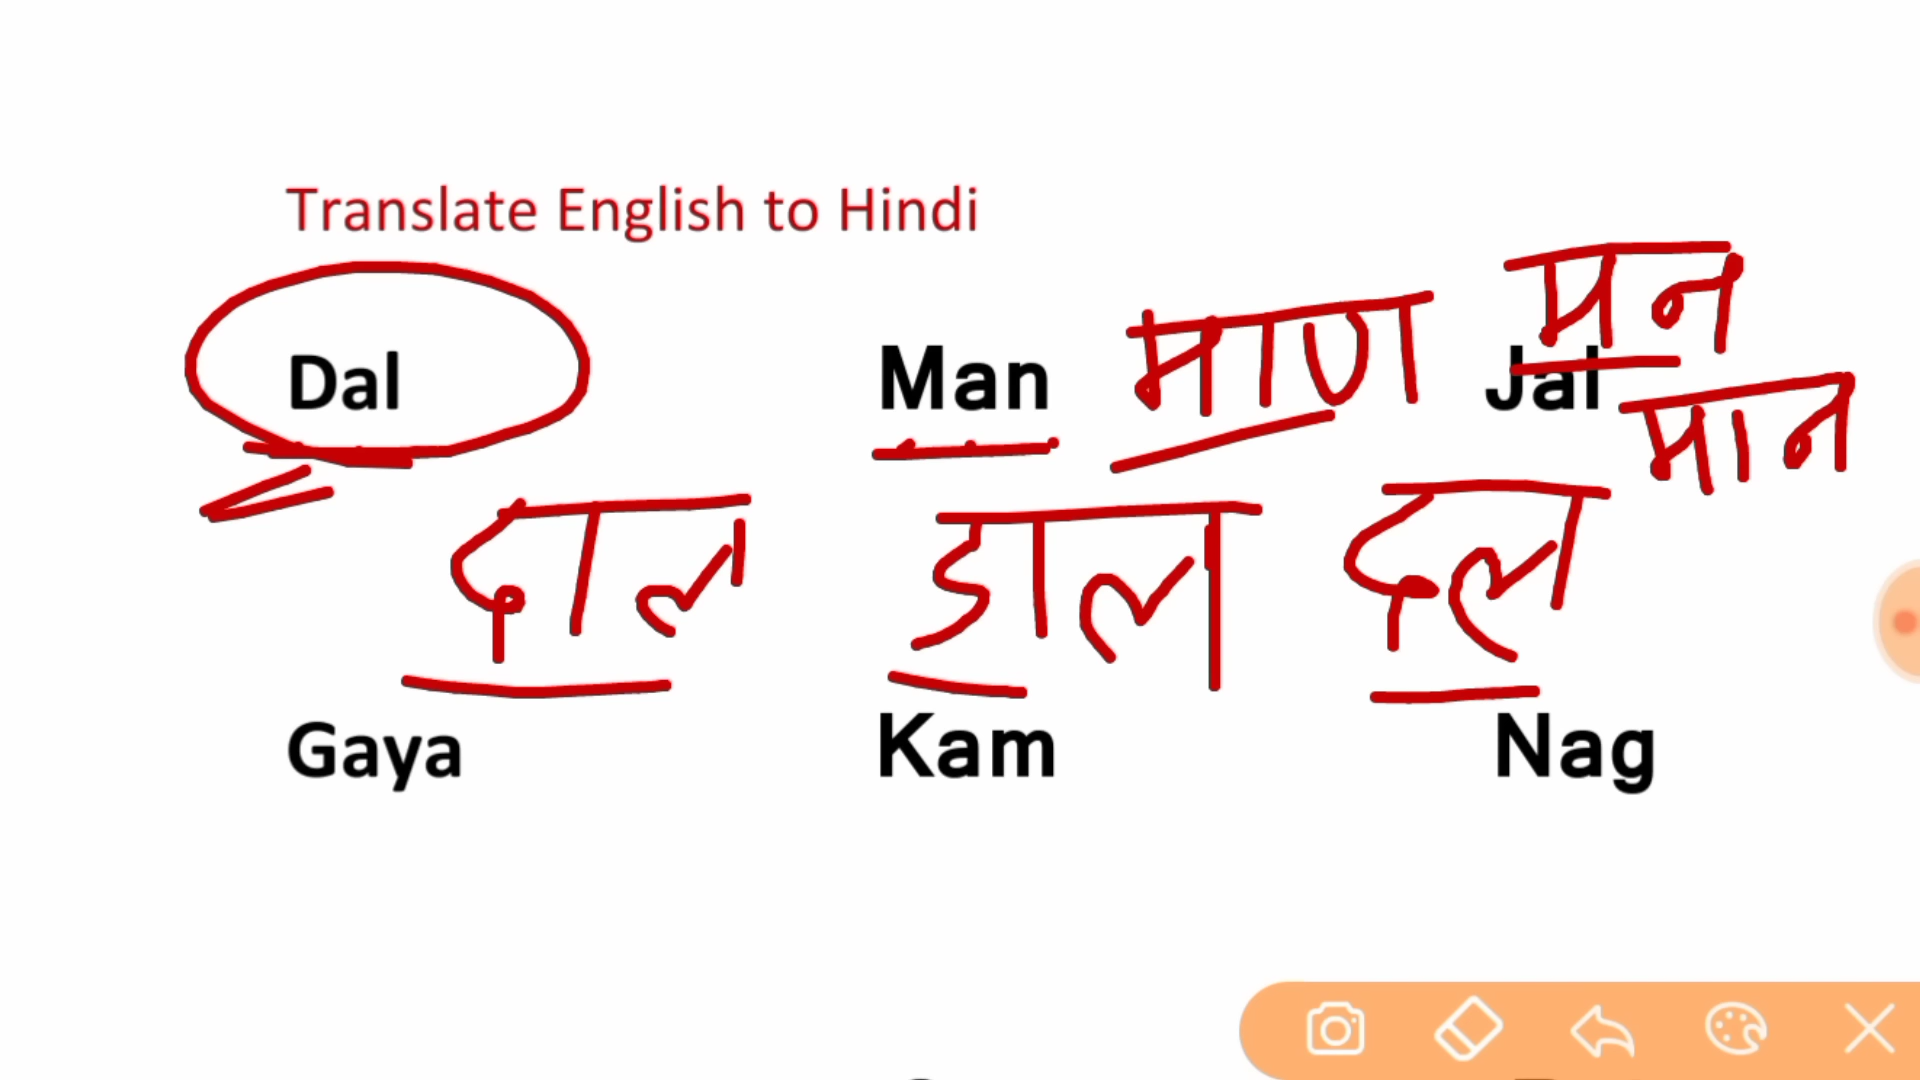 Translate English to Hindi
Dal Man माण Jal मन
मान
दाल डाल दल
Gaya Kam Nag